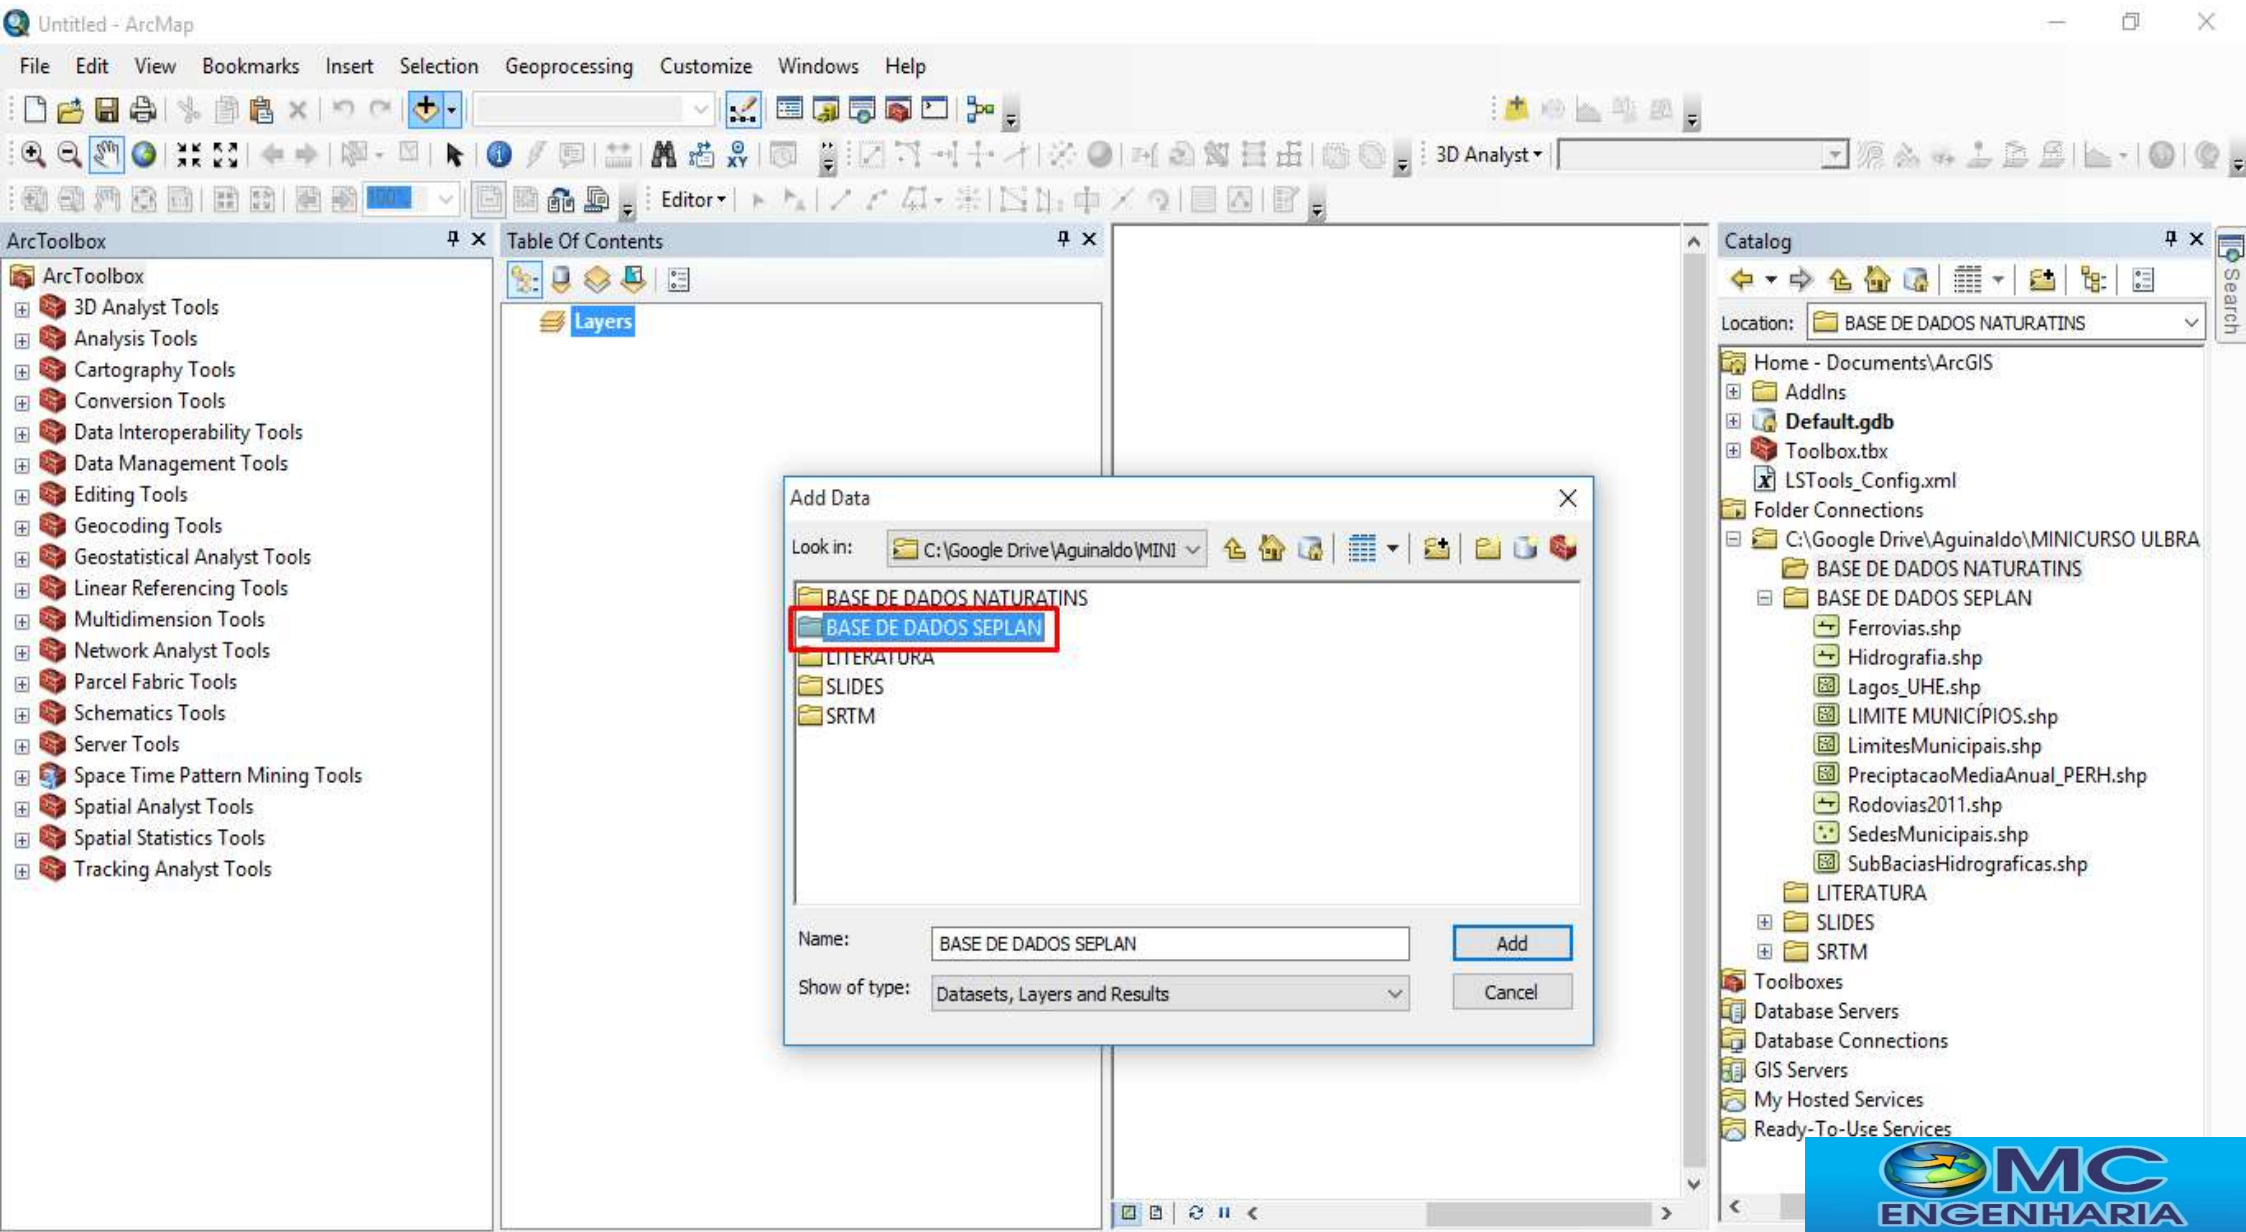 Untitled - ArcMap
File Edit View Bookmarks Insert Selection Geoprocessing Customize Windows Help
3D Analyst
100%
Editor
ArcToolbox
ArcToolbox
3D Analyst Tools
Analysis Tools
Cartography Tools
Conversion Tools
Data Interoperability Tools
Data Management Tools
Editing Tools
Geocoding Tools
Geostatistical Analyst Tools
Linear Referencing Tools
Multidimension Tools
Network Analyst Tools
Parcel Fabric Tools
Schematics Tools
Server Tools
Space Time Pattern Mining Tools
Spatial Analyst Tools
Spatial Statistics Tools
Tracking Analyst Tools
Table Of Contents
Layers
Add Data
Look in: C:\Google Drive\Aguinaldo\MINI
BASE DE DADOS NATURATINS
BASE DE DADOS SEPLAN
LITERATURA
SLIDES
SRTM
Name: BASE DE DADOS SEPLAN Add
Show of type: Datasets, Layers and Results Cancel
Catalog
Location: BASE DE DADOS NATURATINS
Home - Documents\ArcGIS
AddIns
Default.gdb
Toolbox.tbx
LSTools_Config.xml
Folder Connections
C:\Google Drive\Aguinaldo\MINICURSO ULBRA
BASE DE DADOS NATURATINS
BASE DE DADOS SEPLAN
Ferrovias.shp
Hidrografia.shp
Lagos_UHE.shp
LIMITE MUNICÍPIOS.shp
LimitesMunicipais.shp
PreciptacaoMediaAnual_PERH.shp
Rodovias2011.shp
SedesMunicipais.shp
SubBaciasHidrograficas.shp
LITERATURA
SLIDES
SRTM
Toolboxes
Database Servers
Database Connections
GIS Servers
My Hosted Services
Ready-To-Use Services
Search
MC
ENGENHARIA